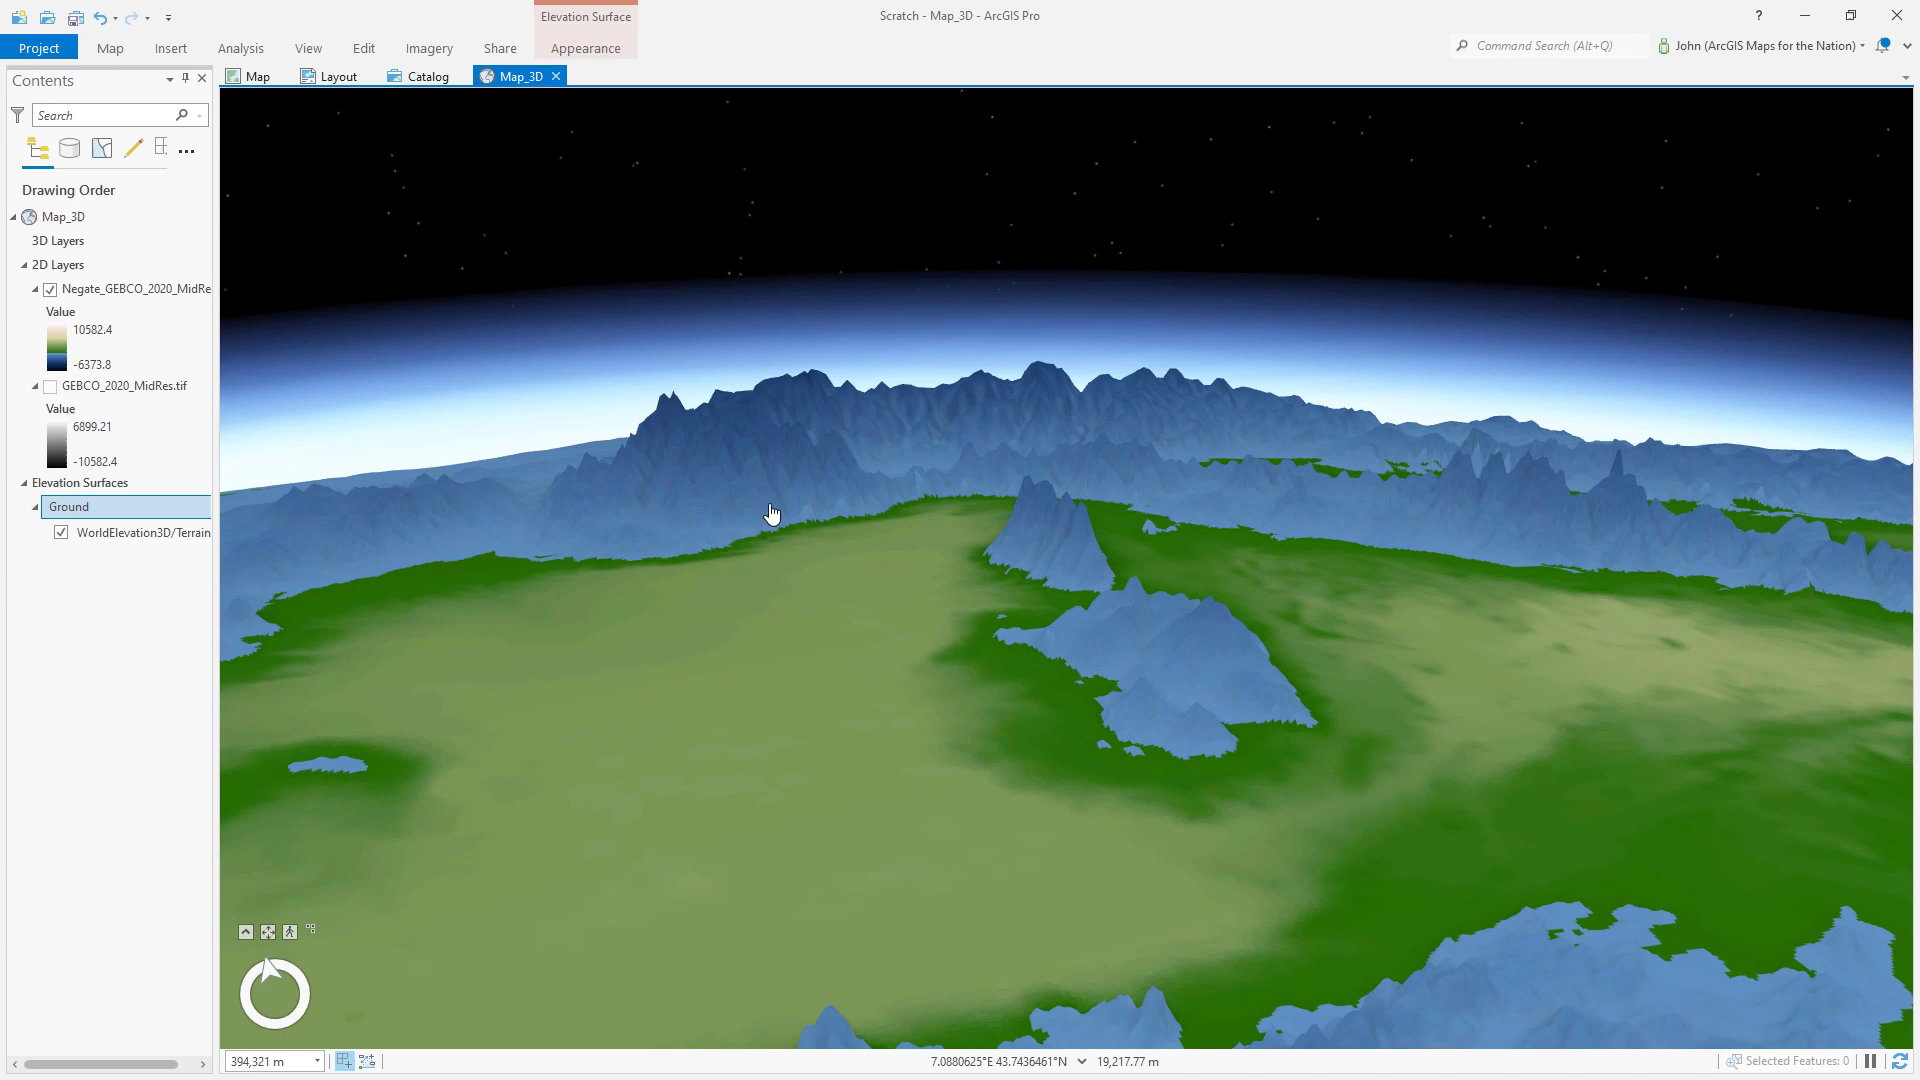 Elevation Surface
Scratch - Map_3D - ArcGIS Pro
?
Project
Map
Insert
Analysis
View
Edit
Imagery
Share
Appearance
Command Search (Alt+Q)
John (ArcGIS Maps for the Nation)
Contents
Map
Layout
Catalog
Map_3D
Search
Drawing Order
Map_3D
3D Layers
2D Layers
Negate_GEBCO_2020_MidRe
Value
10582.4
-6373.8
GEBCO_2020_MidRes.tif
Value
6899.21
-10582.4
Elevation Surfaces
Ground
WorldElevation3D/Terrain
394,321 m
7.0880625°E 43.7436461°N
19,217.77 m
Selected Features: 0